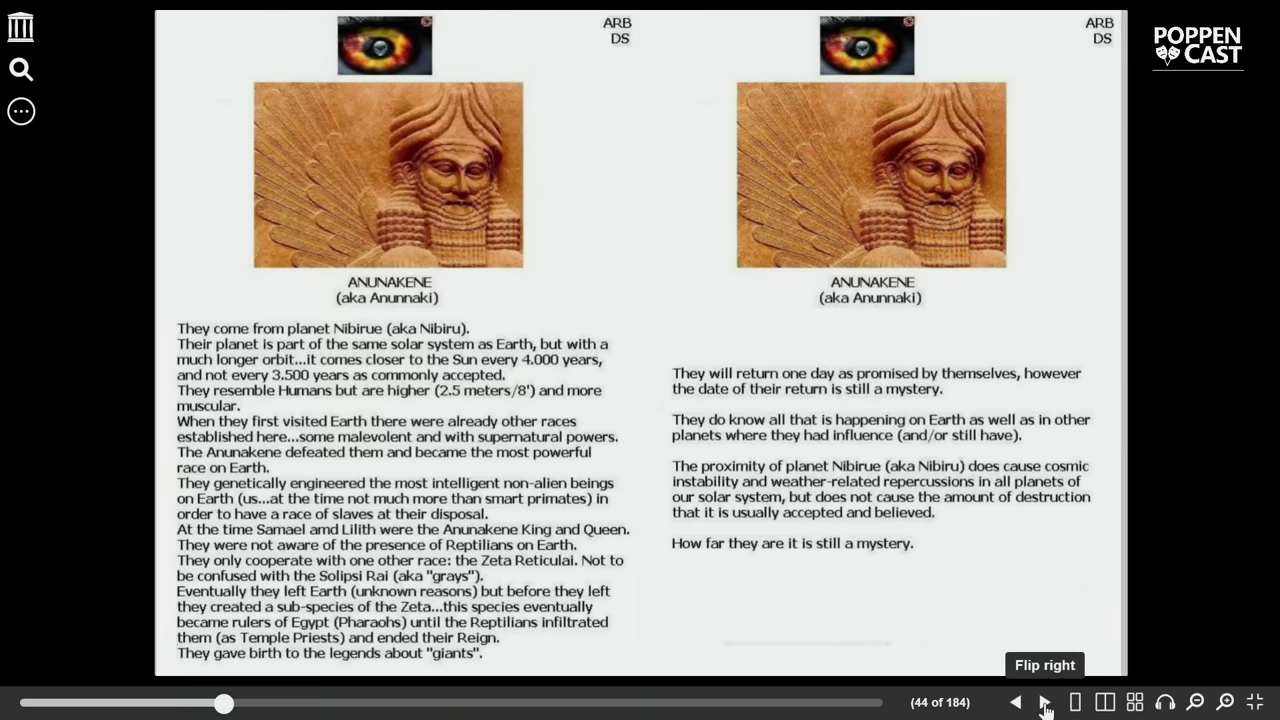 ARB
DS
ANUNAKENE
(aka Anunnaki)
They come from planet Nibirue (aka Nibiru).
Their planet is part of the same solar system as Earth, but with a
much longer orbit...it comes closer to the Sun every 4.000 years,
and not every 3.500 years as commonly accepted.
They resemble Humans but are higher (2.5 meters/8') and more
muscular.
When they first visited Earth there were already other races
established here...some malevolent and with supernatural powers.
The Anunakene defeated them and became the most powerful
race on Earth.
They genetically engineered the most intelligent non-alien beings
on Earth (us...at the time not much more than smart primates) in
order to have a race of slaves at their disposal.
At the time Samael amd Lilith were the Anunakene King and Queen.
They were not aware of the presence of Reptilians on Earth.
They only cooperate with one other race: the Zeta Reticulai. Not to
be confused with the Solipsi Rai (aka "grays").
Eventually they left Earth (unknown reasons) but before they left
they created a sub-species of the Zeta...this species eventually
became rulers of Egypt (Pharaohs) until the Reptilians infiltrated
them (as Temple Priests) and ended their Reign.
They gave birth to the legends about "giants".
ARB
DS
ANUNAKENE
(aka Anunnaki)
They will return one day as promised by themselves, however
the date of their return is still a mystery.
They do know all that is happening on Earth as well as in other
planets where they had influence (and/or still have).
The proximity of planet Nibirue (aka Nibiru) does cause cosmic
instability and weather-related repercussions in all planets of
our solar system, but does not cause the amount of destruction
that it is usually accepted and believed.
How far they are it is still a mystery.
POPPEN
CAST
Flip right
(44 of 184)